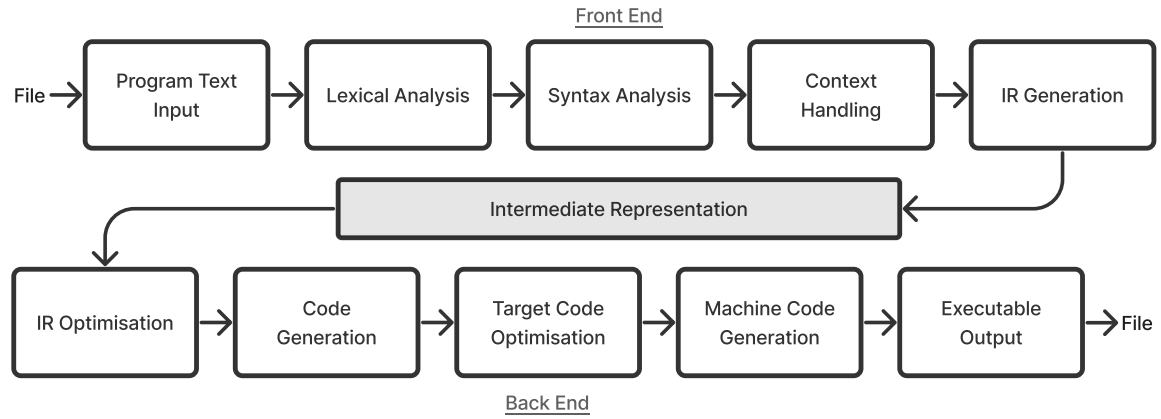 Front End
File
Program Text
Input
Lexical Analysis
Syntax Analysis
Context
Handling
IR Generation
Intermediate Representation
IR Optimisation
Code
Generation
Target Code
Optimisation
Machine Code
Generation
Executable
Output
File
Back End